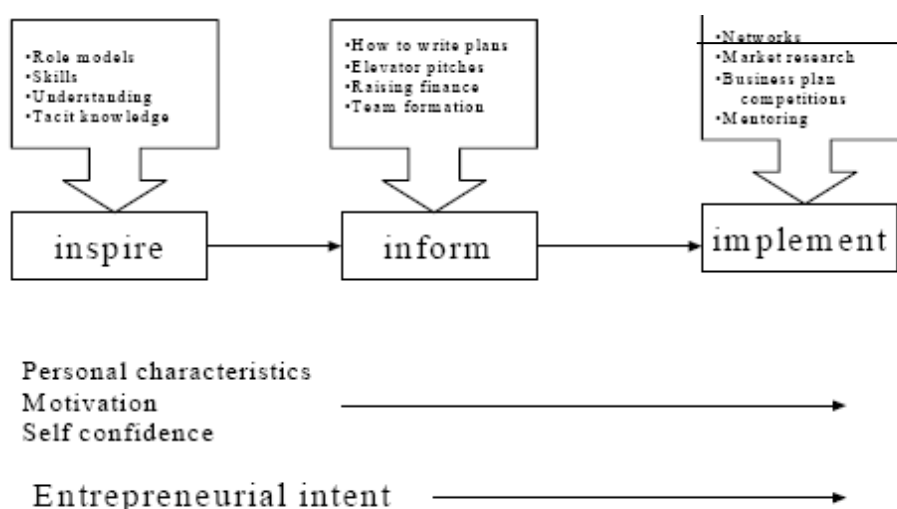 •Role models
•Skills
•Understanding
•Tacit knowledge
•How to write plans
•Elevator pitches
•Raising finance
•Team formation
•Networks
•Market research
•Business plan
competitions
•Mentoring
inspire
inform
implement
Personal characteristics
Motivation
Self confidence
Entrepreneurial intent